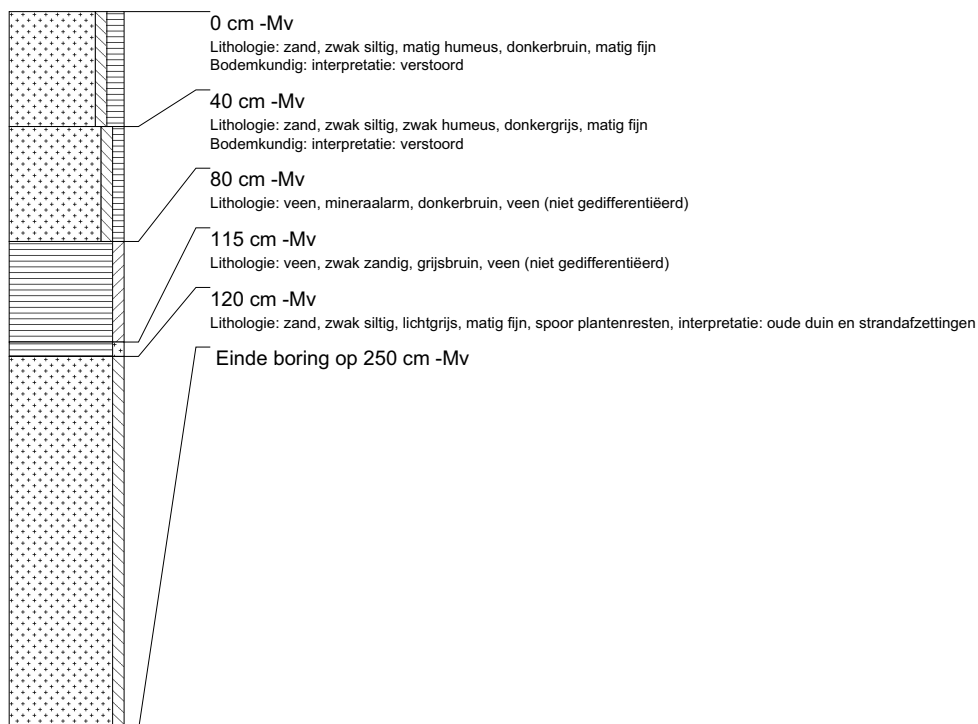 0 cm -Mv
Lithologie: zand, zwak siltig, matig humeus, donkerbruin, matig fijn
Bodemkundig: interpretatie: verstoord
40 cm -Mv
Lithologie: zand, zwak siltig, zwak humeus, donkergrijs, matig fijn
Bodemkundig: interpretatie: verstoord
80 cm -Mv
Lithologie: veen, mineraalarm, donkerbruin, veen (niet gedifferentiëerd)
115 cm -Mv
Lithologie: veen, zwak zandig, grijsbruin, veen (niet gedifferentiëerd)
120 cm -Mv
Lithologie: zand, zwak siltig, lichtgrijs, matig fijn, spoor plantenresten, interpretatie: oude duin en strandafzettingen
Einde boring op 250 cm -Mv